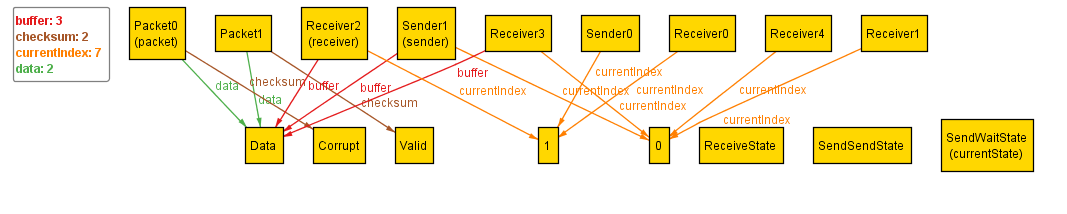 buffer: 3
checksum: 2
currentIndex: 7
data: 2
Packet0
(packet)
Packet1
Receiver2
(receiver)
Sender1
(sender)
Receiver3
Sender0
Receiver0
Receiver4
Receiver1
buffer
currentIndex
data
checksum
buffer
buffer
currentIndex
currentIndex
currentIndex
currentIndex
data
checksum
currentIndex
currentIndex
Data
Corrupt
Valid
1
0
ReceiveState
SendSendState
SendWaitState
(currentState)